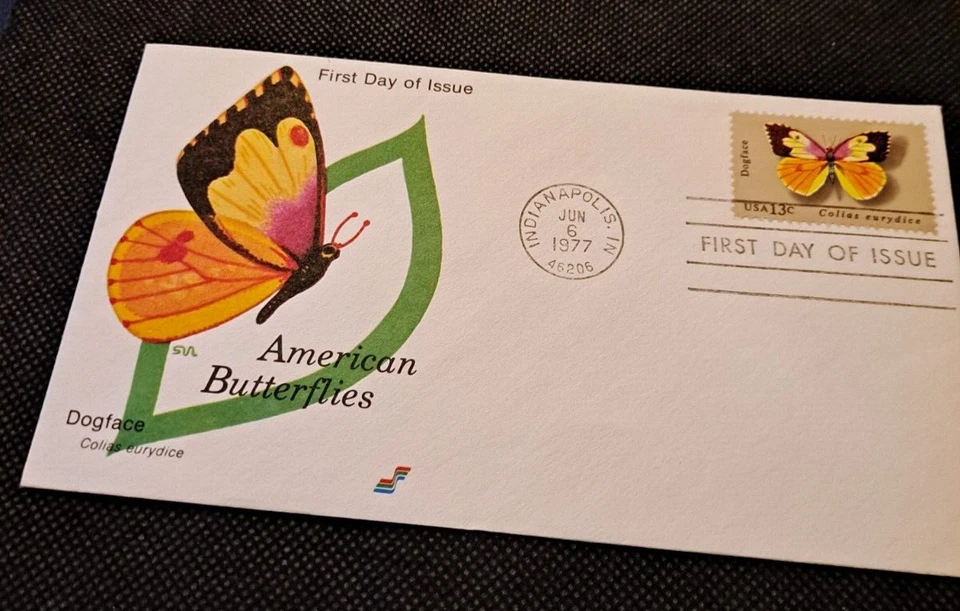 First Day of Issue
American
Butterflies
Dogface
Colias eurydice
INDIANAPOLIS, IN
JUN
6
1977
46206
Dogface
USA 13c
Colias eurydice
FIRST DAY OF ISSUE